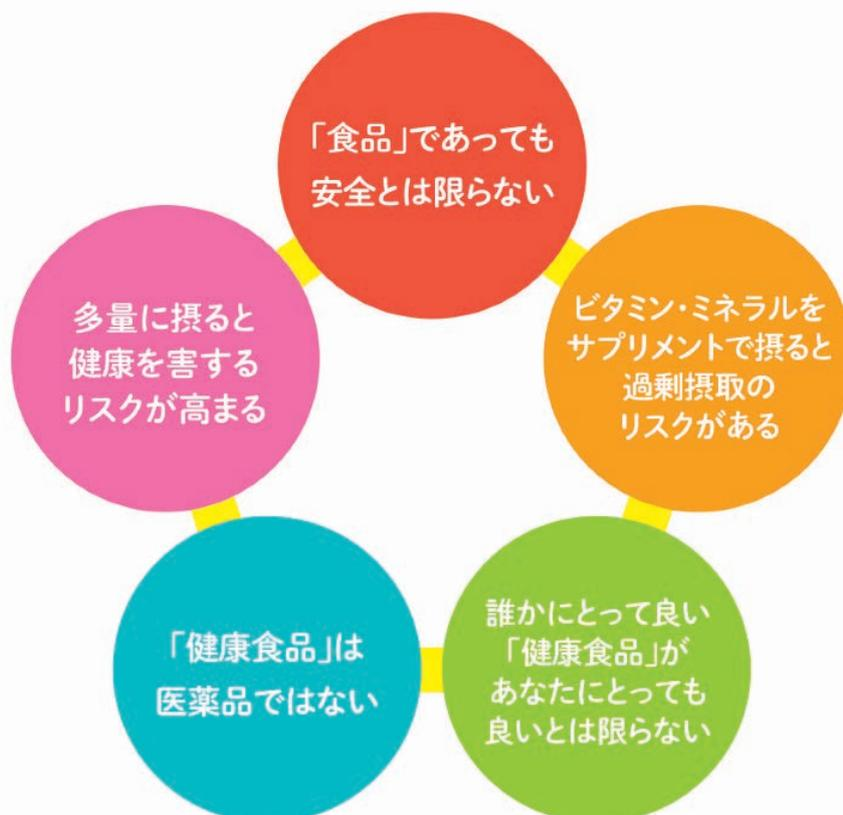 「食品」であっても
安全とは限らない
ビタミン・ミネラルを
サプリメントで摂ると
過剰摂取の
リスクがある
誰かにとって良い
「健康食品」が
あなたにとっても
良いとは限らない
「健康食品」は
医薬品ではない
多量に摂ると
健康を害する
リスクが高まる